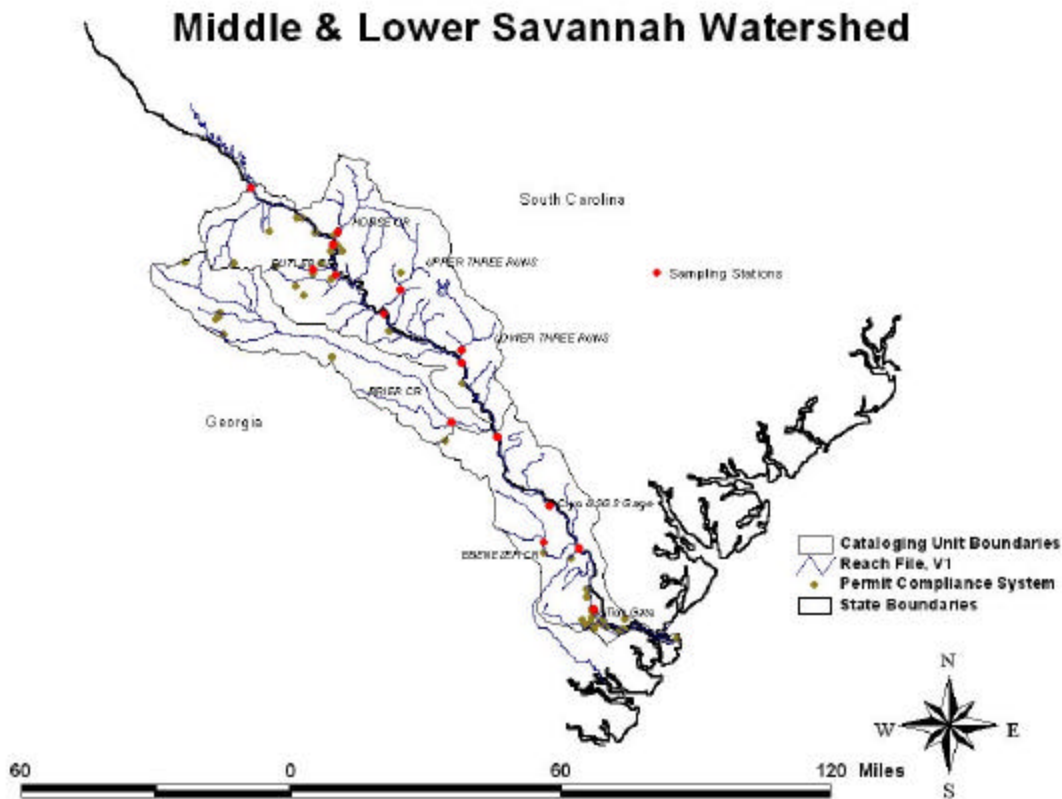 Middle & Lower Savannah Watershed
South Carolina
HORSE CR
UPPER THREE RUNS
Sampling Stations
LOWER THREE RUNS
BRIER CR
Georgia
USGS Gage
EBENEZER CR
Cataloging Unit Boundaries
Reach File, V1
Permit Compliance System
State Boundaries
Gate
N
W
E
S
60 0 60 120 Miles